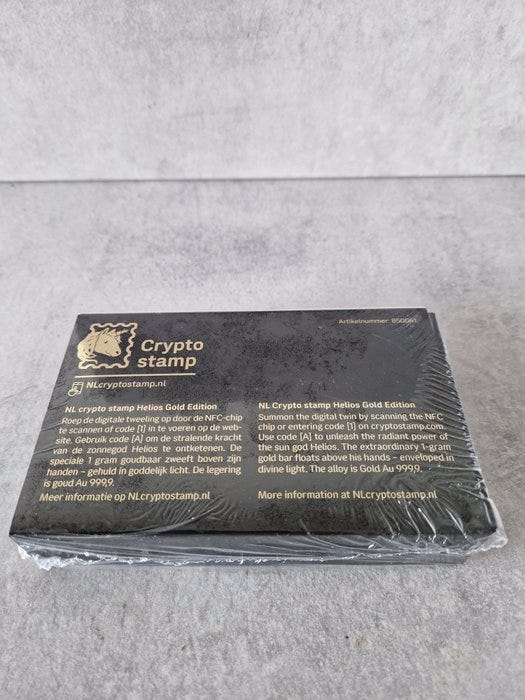 Artikelnummer: 850061
Crypto
stamp
NLcryptostamp.nl
NL crypto stamp Helios Gold Edition
Roep de digitale tweeling op door de NFC-chip
te scannen of code [1] in te voeren op de web-
site. Gebruik code [A] om de stralende kracht
van de zonnegod Helios te ontketenen. De
speciale 1 gram goudbaar zweeft boven zijn
handen – gehuld in goddelijk licht. De legering
is goud Au 999,9.
Meer informatie op NLcryptostamp.nl
NL Crypto stamp Helios Gold Edition
Summon the digital twin by scanning the NFC
chip or entering code [1] on cryptostamp.com.
Use code [A] to unleash the radiant power of
the sun god Helios. The extraordinary 1-gram
gold bar floats above his hands – enveloped in
divine light. The alloy is Gold Au 999,9.
More information at NLcryptostamp.nl